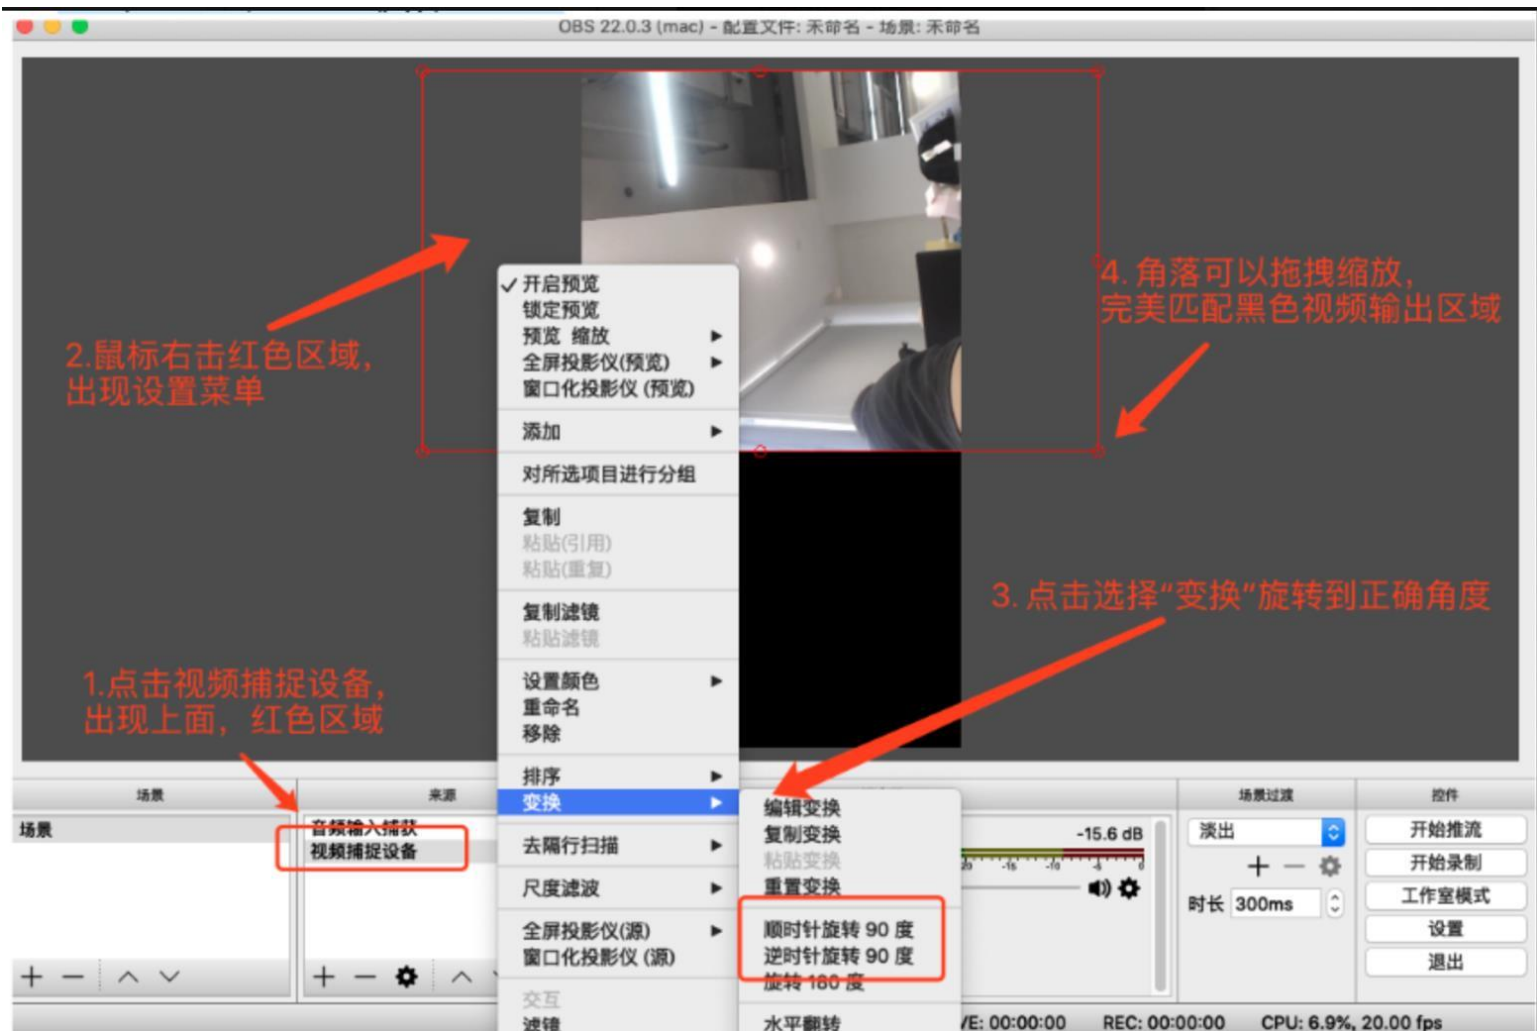 OBS 22.0.3 (mac) - 配置文件: 未命名 - 场景: 未命名
2.鼠标右击红色区域，
出现设置菜单
4. 角落可以拖拽缩放，
完美匹配黑色视频输出区域
3. 点击选择“变换”旋转到正确角度
1.点击视频捕捉设备，
出现上面，红色区域
✓ 开启预览
锁定预览
预览 缩放
全屏投影仪(预览)
窗口化投影仪 (预览)
添加
对所选项目进行分组
复制
粘贴(引用)
粘贴(重复)
复制滤镜
粘贴滤镜
设置颜色
重命名
移除
排序
变换
去隔行扫描
尺度滤波
全屏投影仪(源)
窗口化投影仪 (源)
交互
滤镜
编辑变换
复制变换
粘贴变换
重置变换
顺时针旋转 90 度
逆时针旋转 90 度
旋转 180 度
水平翻转
场景
场景
来源
音频输入捕获
视频捕捉设备
-15.6 dB
-15 -10 0
场景过渡
淡出
时长 300ms
控件
开始推流
开始录制
工作室模式
设置
退出
REC: 00:00:00
CPU: 6.9%, 20.00 fps